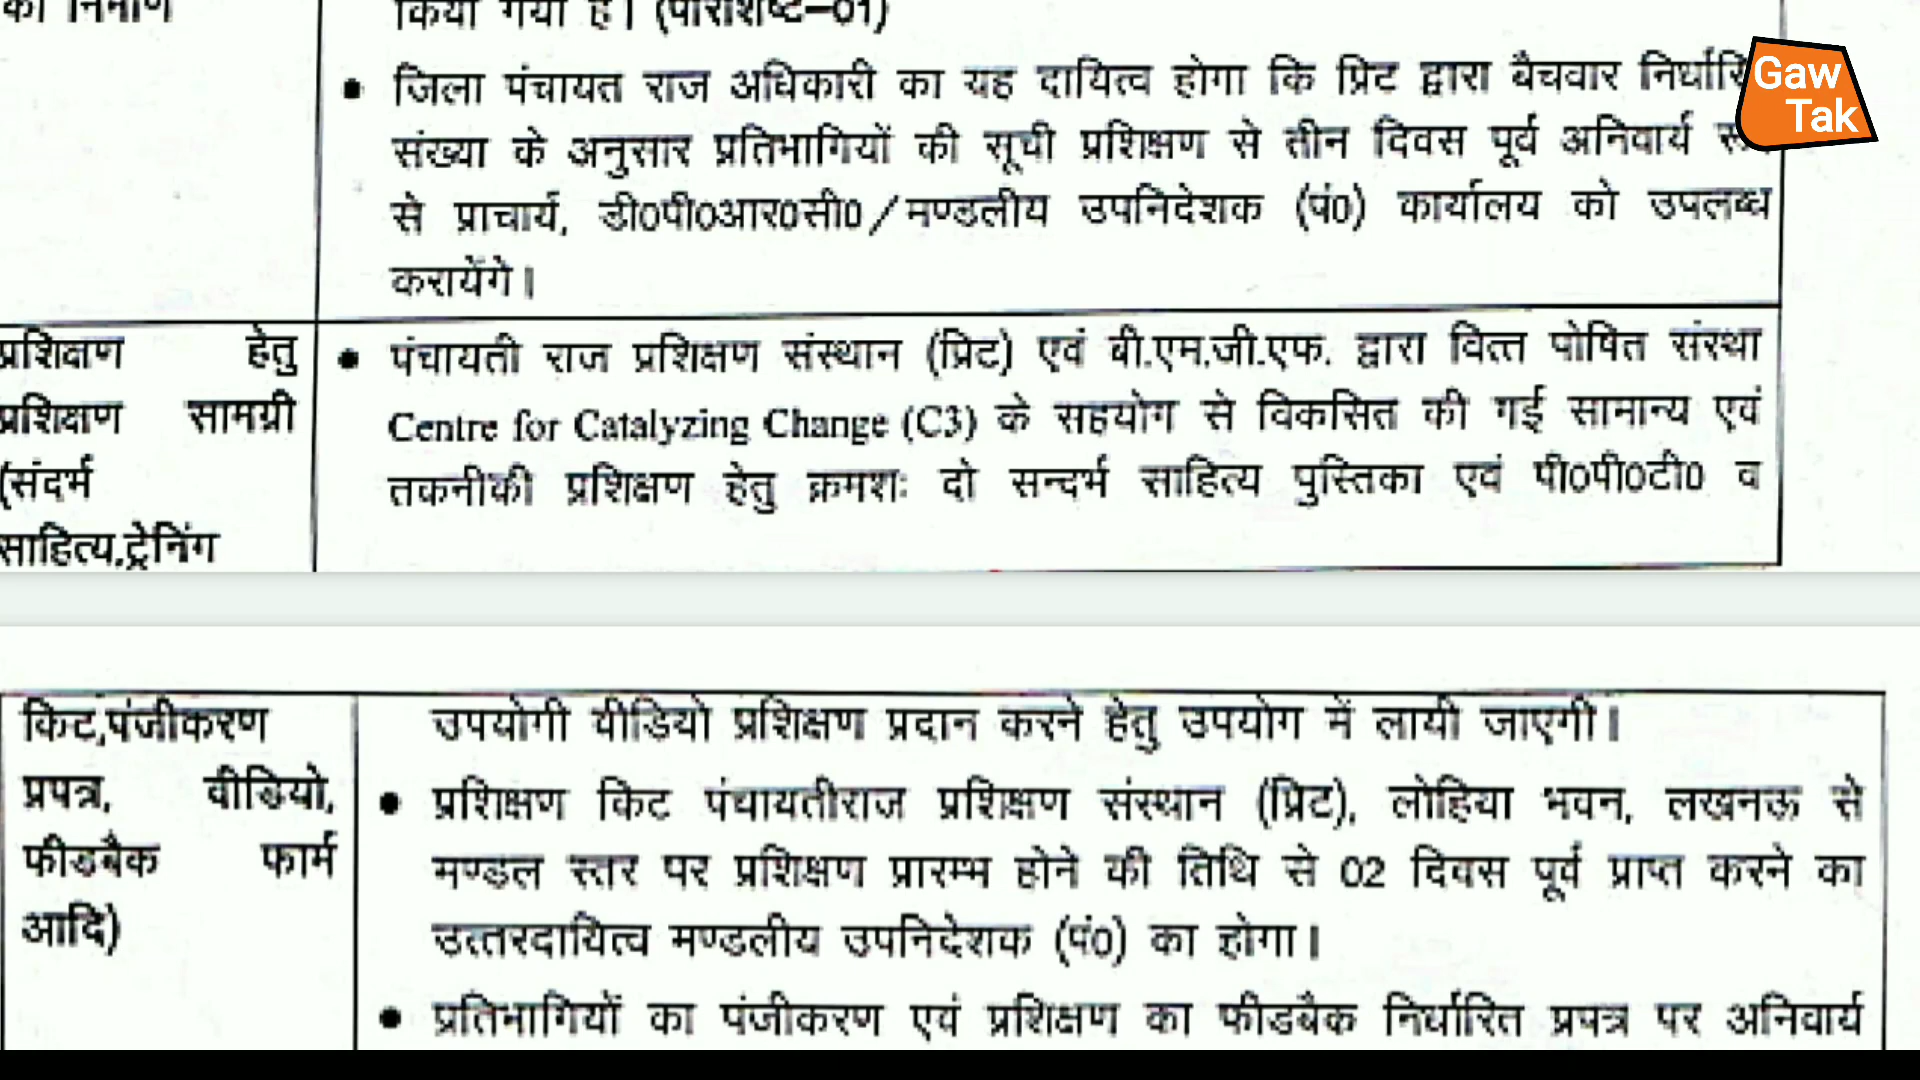 का निर्माण
किया गया है। (परिशिष्ट–01)
• जिला पंचायत राज अधिकारी का यह दायित्व होगा कि प्रिट द्वारा बैचवार
संख्या के अनुसार प्रतिभागियों की सूची प्रशिक्षण से तीन दिवस पूर्व अनिवार्य
से प्राचार्य, डी0पी0आर0सी0/मण्डलीय उपनिदेशक (पं0) कार्यालय को उपलब्ध
करायेंगे।
Gaw
Tak
प्रशिक्षण हेतु
प्रशिक्षण सामग्री
(संदर्भ
साहित्य,ट्रेनिंग
• पंचायती राज प्रशिक्षण संस्थान (प्रिट) एवं बी.एम.जी.एफ. द्वारा वित्त पोषित संस्था
Centre for Catalyzing Change (C3) के सहयोग से विकसित की गई सामान्य एवं
तकनीकी प्रशिक्षण हेतु क्रमशः दो सन्दर्भ साहित्य पुस्तिका एवं पी0पी0टी0 व
किट,पंजीकरण
प्रपत्र, वीडियो,
फीडबैक फार्म
आदि)
उपयोगी वीडियो प्रशिक्षण प्रदान करने हेतु उपयोग में लायी जाएगी।
• प्रशिक्षण किट पंचायतीराज प्रशिक्षण संस्थान (प्रिट), लोहिया भवन, लखनऊ से
मण्डल स्तर पर प्रशिक्षण प्रारम्भ होने की तिथि से 02 दिवस पूर्व प्राप्त करने का
उत्तरदायित्व मण्डलीय उपनिदेशक (पं0) का होगा।
• प्रतिभागियों का पंजीकरण एवं प्रशिक्षण का फीडबैक निर्धारित प्रपत्र पर अनिवार्य